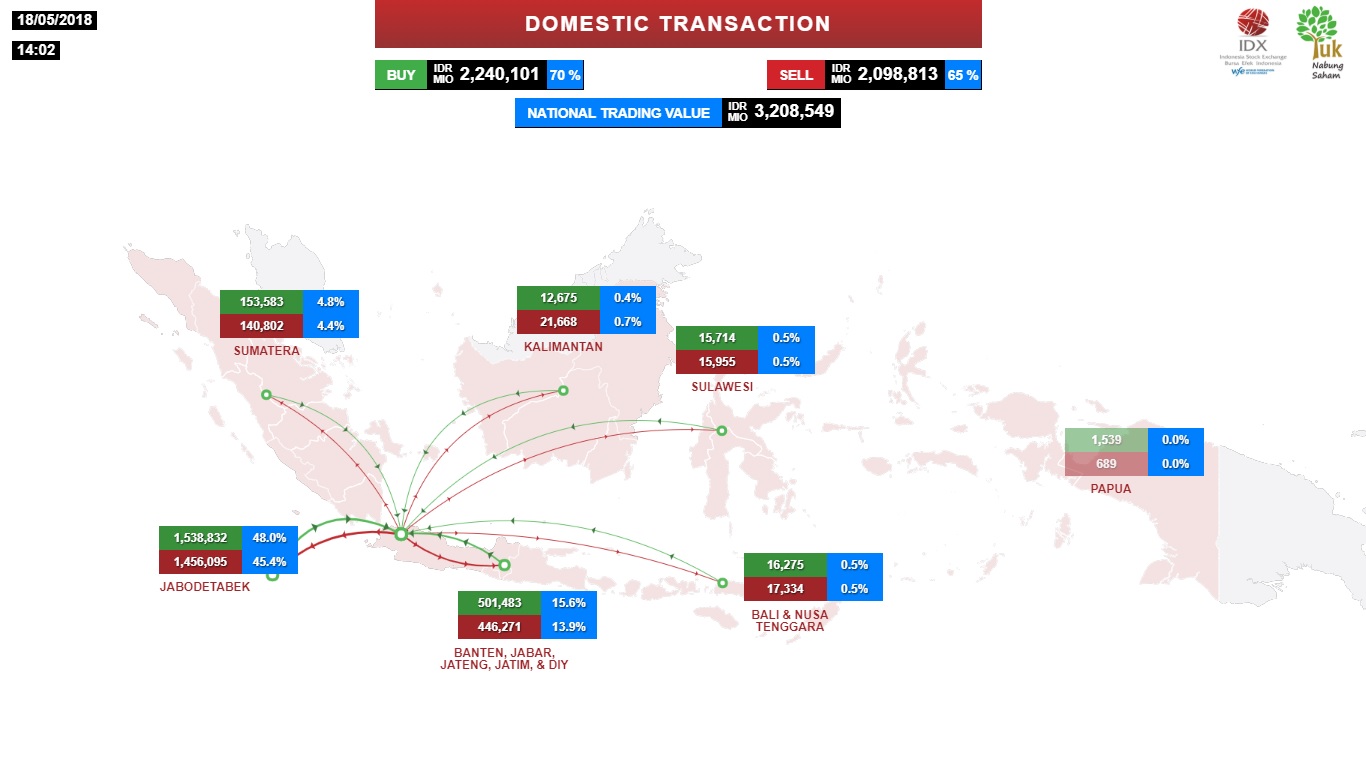 18/05/2018
14:02
DOMESTIC TRANSACTION
BUY IDR MIO 2,240,101 70 %
SELL IDR MIO 2,098,813 65 %
NATIONAL TRADING VALUE IDR MIO 3,208,549
IDX
Indonesia Stock Exchange
Bursa Efek Indonesia
wfe
Yuk
Nabung
Saham
153,583 4.8%
140,802 4.4%
SUMATERA
12,675 0.4%
21,668 0.7%
KALIMANTAN
15,714 0.5%
15,955 0.5%
SULAWESI
1,539 0.0%
689 0.0%
PAPUA
1,538,832 48.0%
1,456,095 45.4%
JABODETABEK
16,275 0.5%
17,334 0.5%
BALI & NUSA
TENGGARA
501,483 15.6%
446,271 13.9%
BANTEN, JABAR,
JATENG, JATIM, & DIY